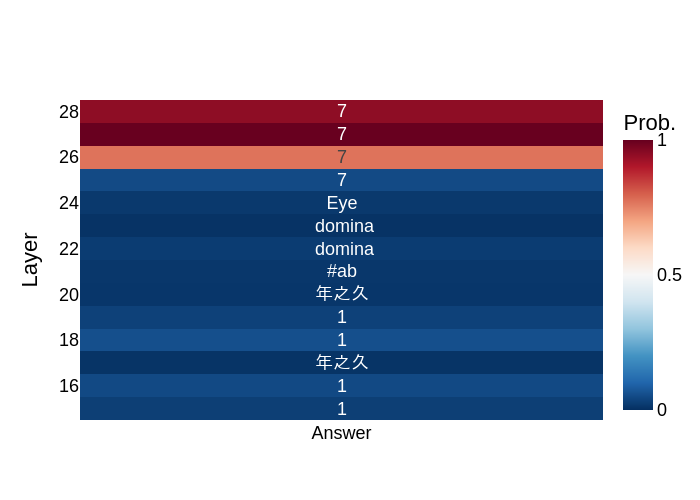 Prob.
28 7 1
7
26 7
7
24 Eye
domina
22 domina
#ab 0.5
20 年之久
1
18 1
年之久
16 1
1 0
Answer
Layer